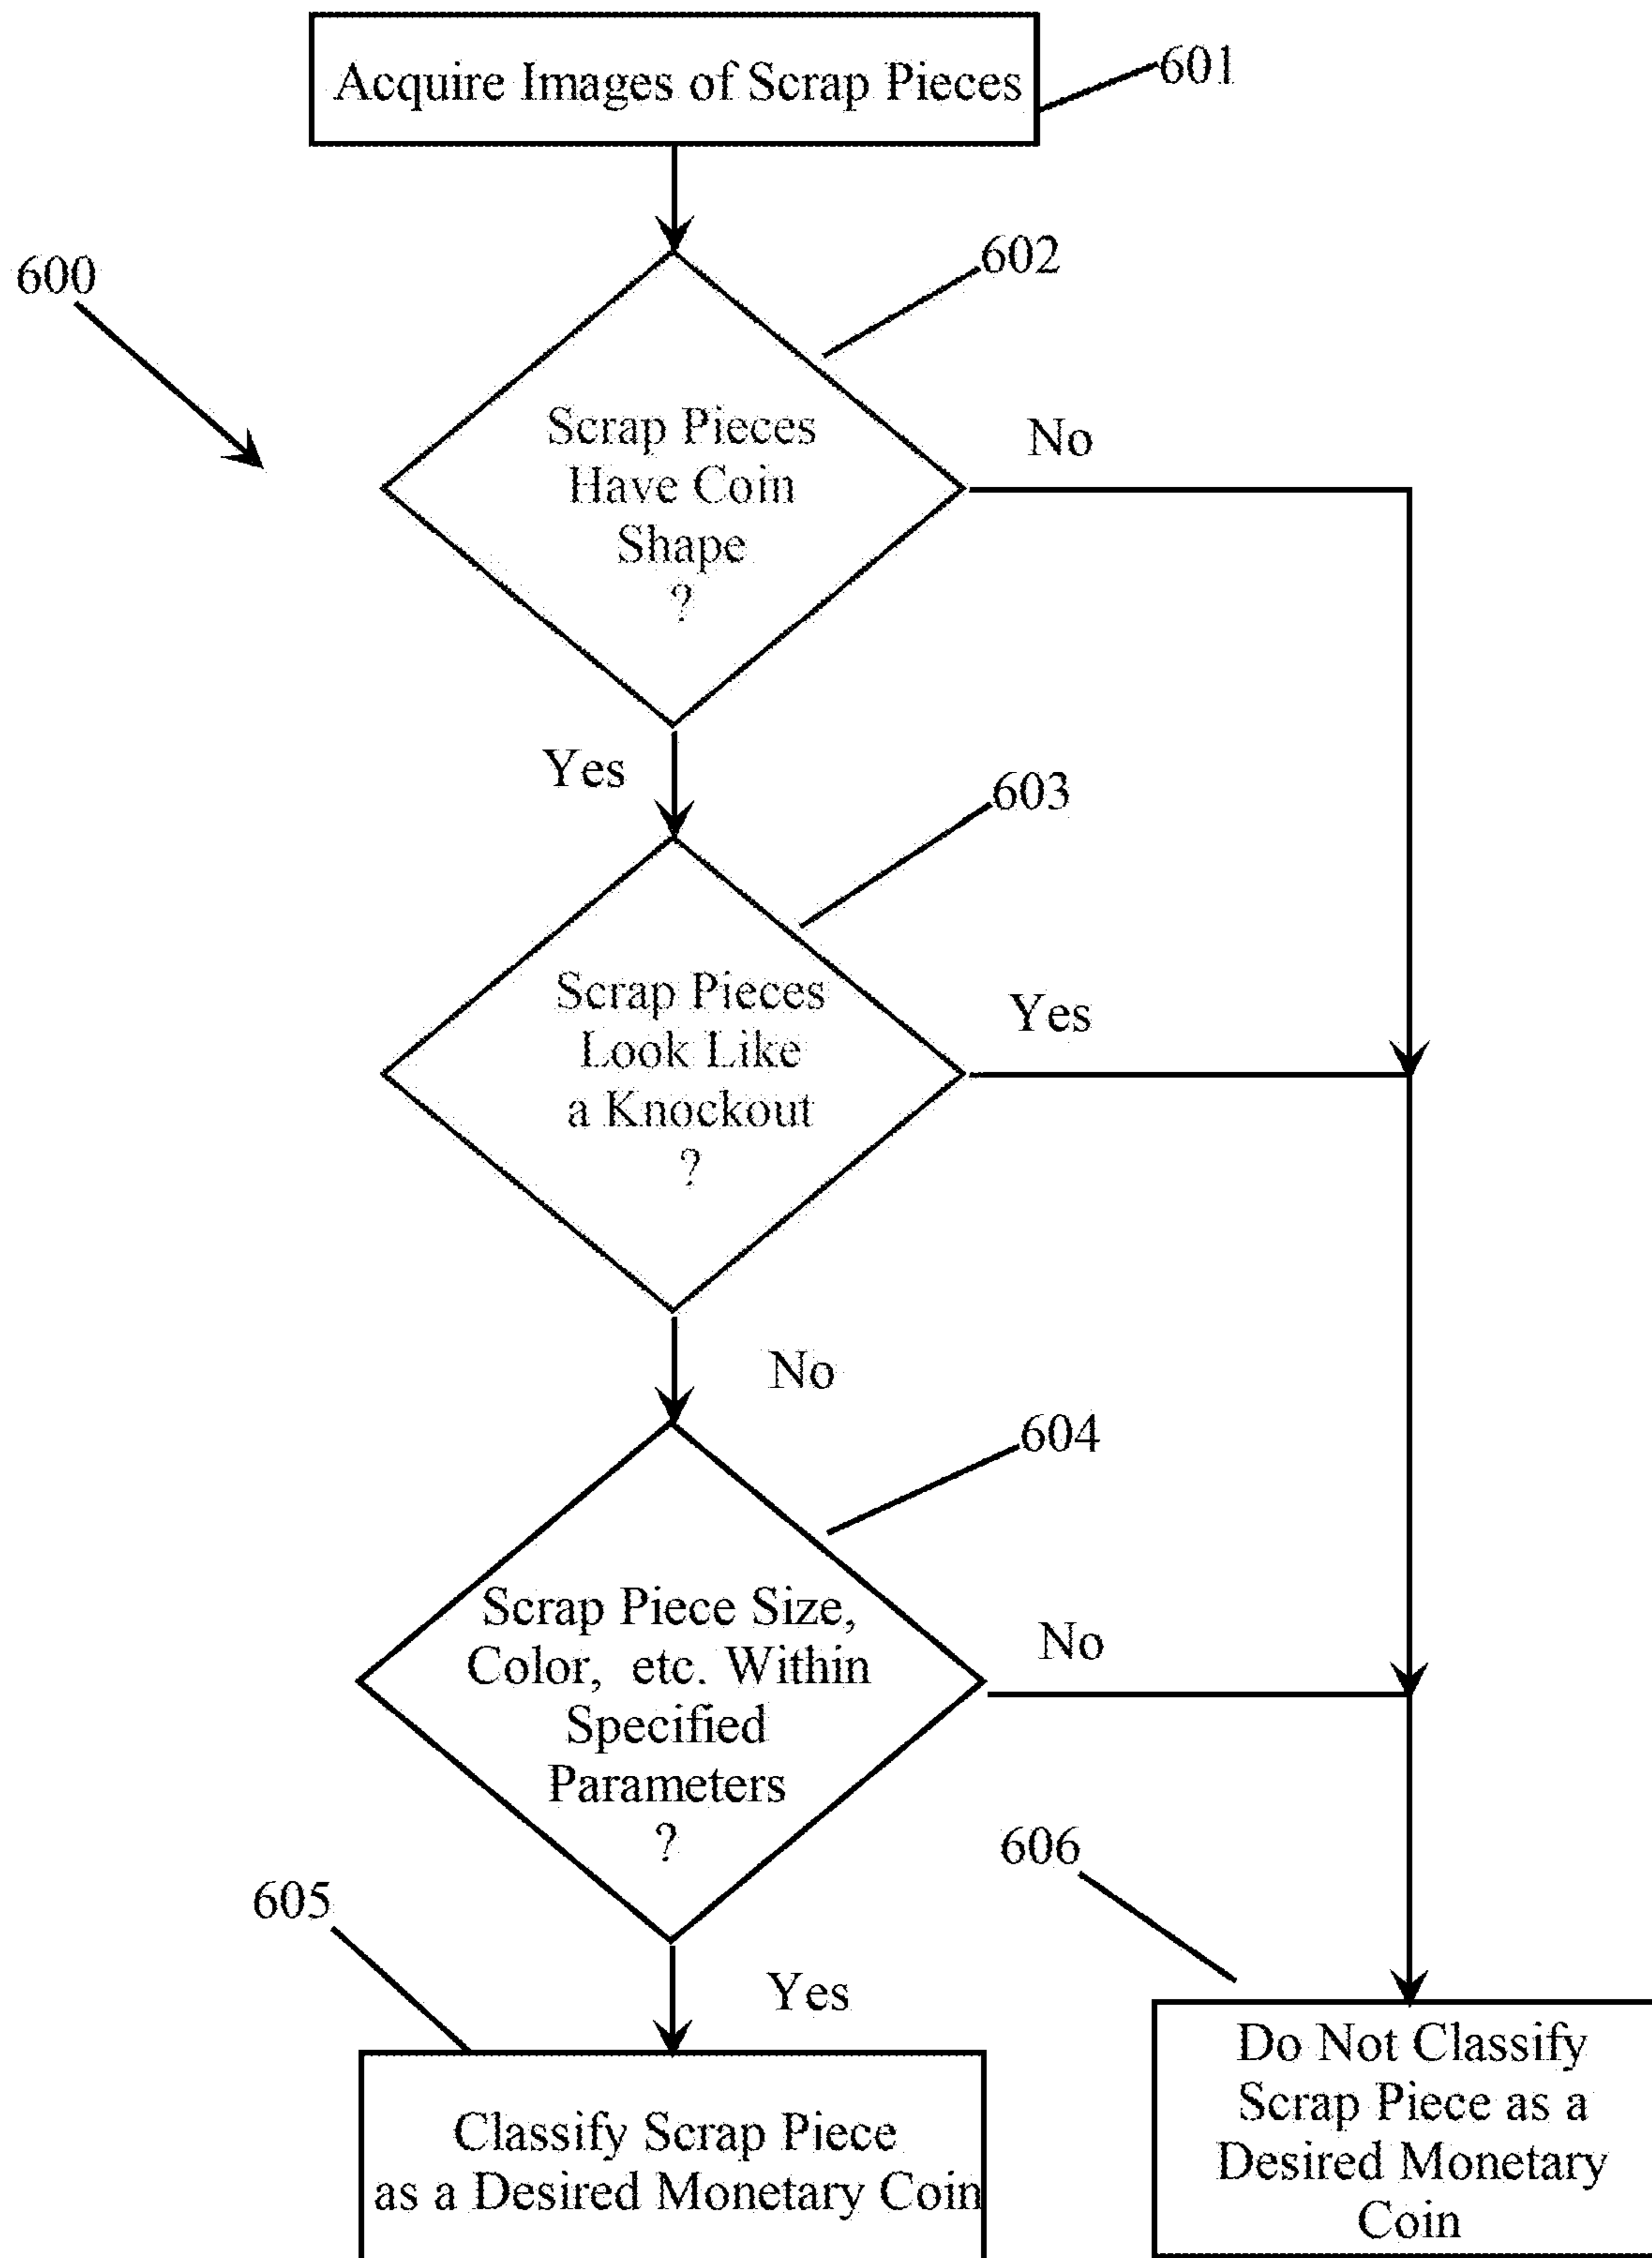 Acquire Images of Scrap Pieces
601
600
602
Scrap Pieces
Have Coin
Shape
?
No
Yes
603
Scrap Pieces
Look Like
a Knockout
?
Yes
No
604
Scrap Piece Size,
Color, etc. Within
Specified
Parameters
?
No
606
605
Yes
Classify Scrap Piece
as a Desired Monetary Coin
Do Not Classify
Scrap Piece as a
Desired Monetary
Coin